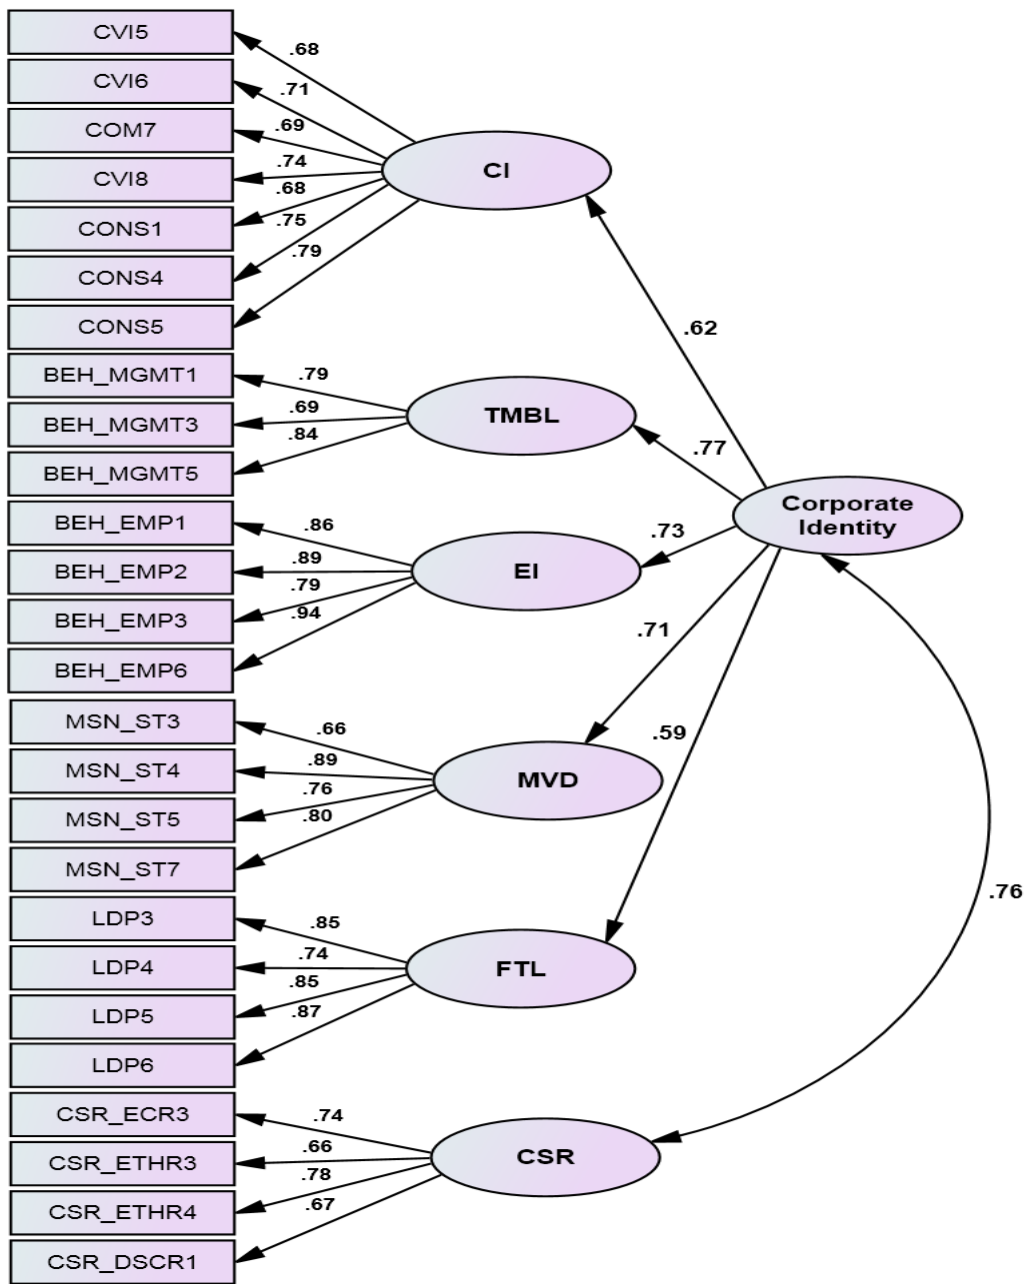 CVI5
.68
CVI6
.71
COM7
.69
CVI8
.74
CONS1
.68
CONS4
.75
CONS5
.79
CI
.62
BEH_MGMT1
.79
BEH_MGMT3
.69
BEH_MGMT5
.84
TMBL
.77
Corporate
Identity
BEH_EMP1
.86
BEH_EMP2
.89
BEH_EMP3
.79
BEH_EMP6
.94
EI
.73
MSN_ST3
.66
MSN_ST4
.89
MSN_ST5
.76
MSN_ST7
.80
MVD
.71
LDP3
.85
LDP4
.74
LDP5
.85
LDP6
.87
FTL
.59
.76
CSR_ECR3
.74
CSR_ETHR3
.66
CSR_ETHR4
.78
CSR_DSCR1
.67
CSR